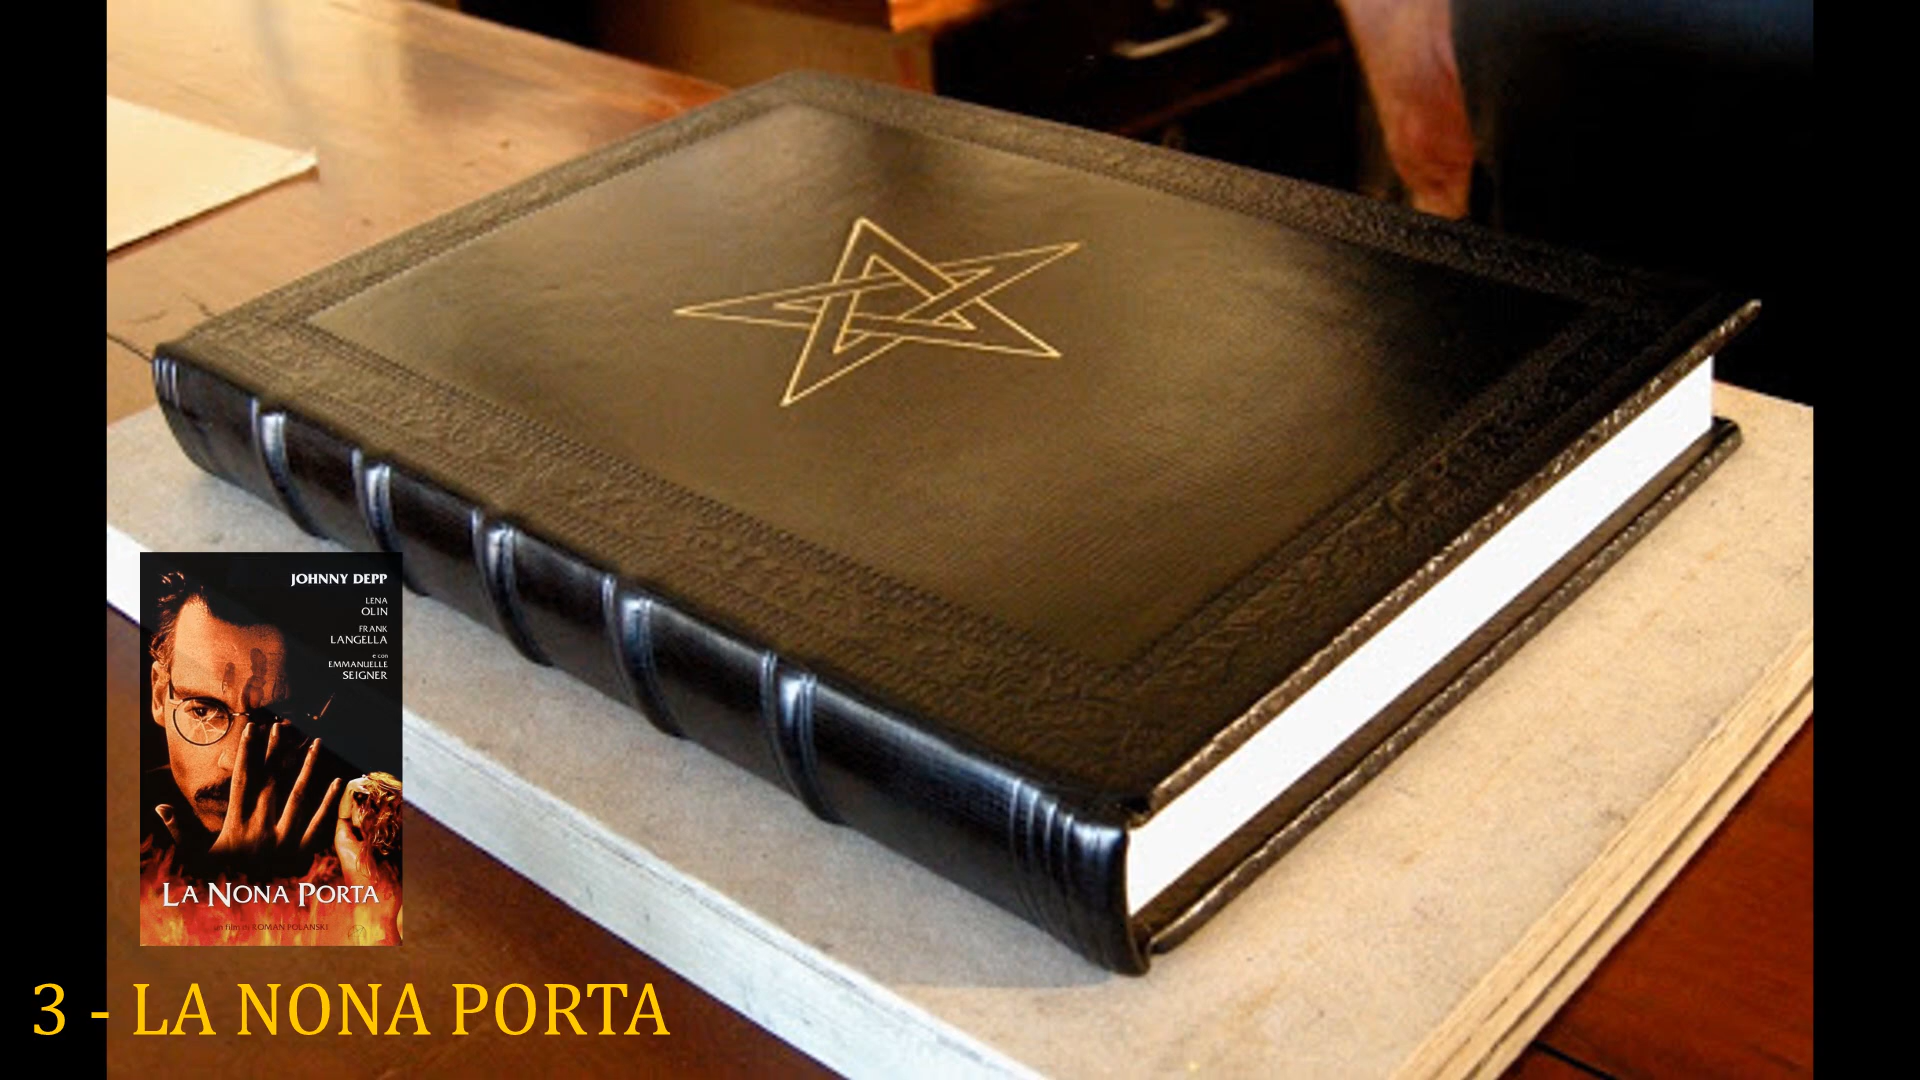 JOHNNY DEPP
LENA
OLIN
FRANK
LANGELLA
e con
EMMANUELLE
SEIGNER
LA NONA PORTA
un film di ROMAN POLANSKI
3 - LA NONA PORTA